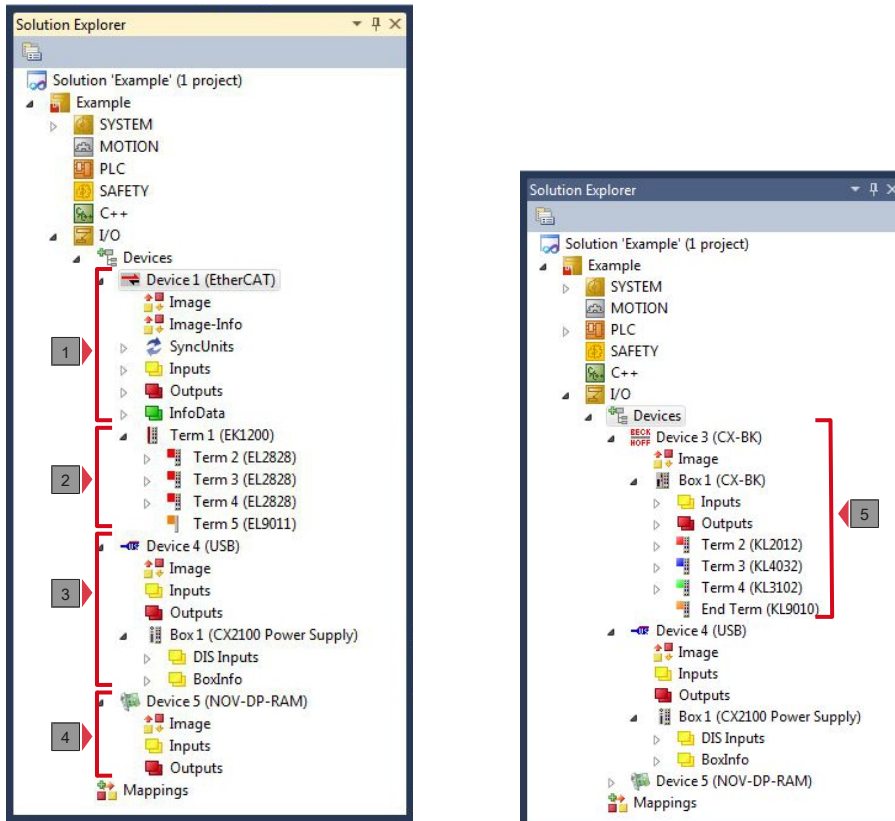 Solution Explorer
Solution 'Example' (1 project)
Example
SYSTEM
MOTION
PLC
SAFETY
C++
I/O
Devices
Device 1 (EtherCAT)
Image
Image-Info
1
SyncUnits
Inputs
Outputs
InfoData
Term 1 (EK1200)
Term 2 (EL2828)
2
Term 3 (EL2828)
Term 4 (EL2828)
Term 5 (EL9011)
Device 4 (USB)
Image
3
Inputs
Outputs
Box 1 (CX2100 Power Supply)
DIS Inputs
BoxInfo
Device 5 (NOV-DP-RAM)
Image
4
Inputs
Outputs
Mappings
Solution Explorer
Solution 'Example' (1 project)
Example
SYSTEM
MOTION
PLC
SAFETY
C++
I/O
Devices
BECK
HOFF
Device 3 (CX-BK)
Image
Box 1 (CX-BK)
Inputs
Outputs
5
Term 2 (KL2012)
Term 3 (KL4032)
Term 4 (KL3102)
End Term (KL9010)
Device 4 (USB)
Image
Inputs
Outputs
Box 1 (CX2100 Power Supply)
DIS Inputs
BoxInfo
Device 5 (NOV-DP-RAM)
Mappings